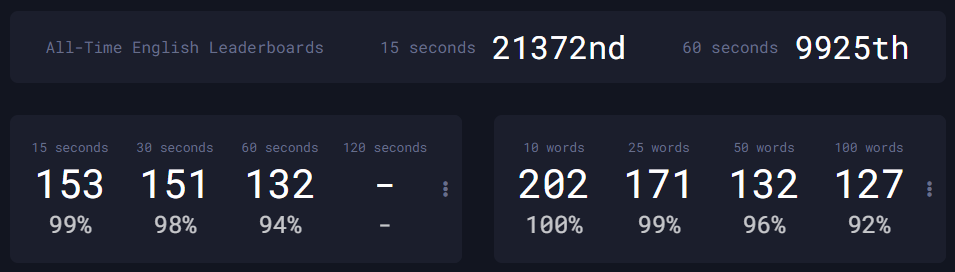 All-Time English Leaderboards 15 seconds 21372nd 60 seconds 9925th
15 seconds 30 seconds 60 seconds 120 seconds
153 151 132 -
99% 98% 94% -
10 words 25 words 50 words 100 words
202 171 132 127
100% 99% 96% 92%